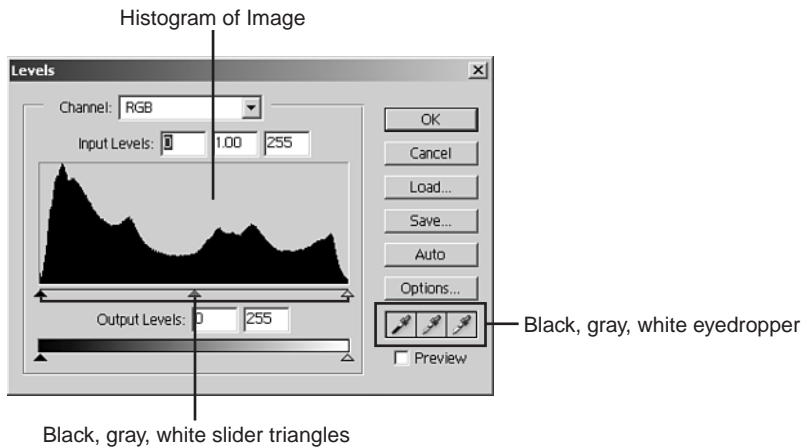 Histogram of Image
Levels
Channel: RGB
OK
Input Levels: 0 1.00 255
Cancel
Load...
Save...
Auto
Options...
Output Levels: 0 255
Black, gray, white eyedropper
Preview
Black, gray, white slider triangles